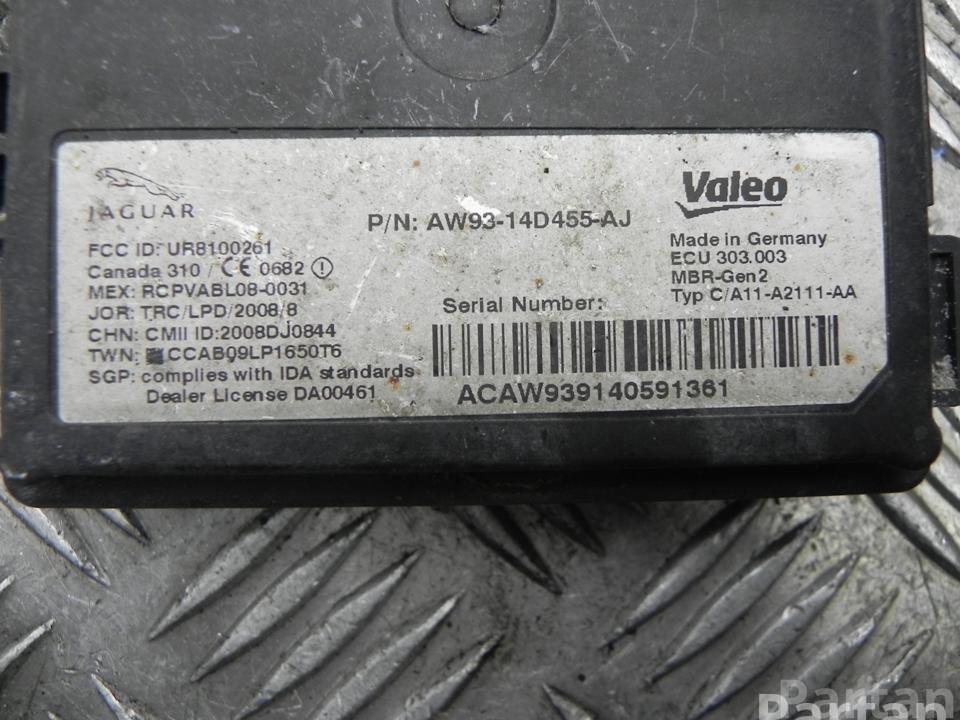 JAGUAR
P/N: AW93-14D455-AJ
Valeo
FCC ID: UR8100261
Canada 310 / CE 0682
MEX: RCPVABL08-0031
JOR: TRC/LPD/2008/8
CHN: CMII ID:2008DJ0844
TWN: CCAB09LP1650T6
SGP: complies with IDA standards
Dealer License DA00461
Made in Germany
ECU 303.003
MBR-Gen2
Typ C/A11-A2111-AA
Serial Number:
ACAW939140591361
Partan
Partan